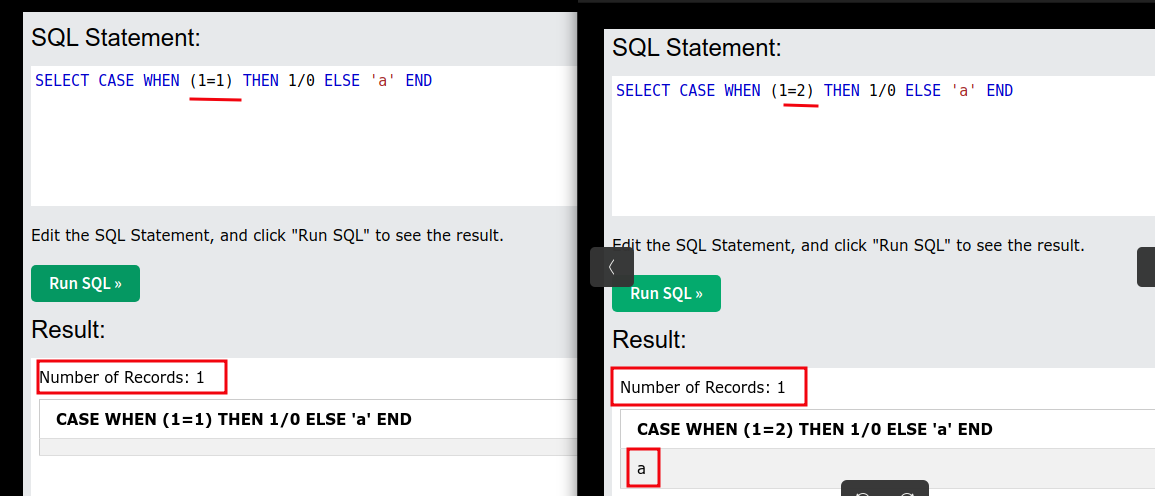 SQL Statement:
SELECT CASE WHEN (1=1) THEN 1/0 ELSE 'a' END
Edit the SQL Statement, and click "Run SQL" to see the result.
Run SQL »
Result:
Number of Records: 1
CASE WHEN (1=1) THEN 1/0 ELSE 'a' END
SQL Statement:
SELECT CASE WHEN (1=2) THEN 1/0 ELSE 'a' END
Edit the SQL Statement, and click "Run SQL" to see the result.
Run SQL »
Result:
Number of Records: 1
CASE WHEN (1=2) THEN 1/0 ELSE 'a' END
a